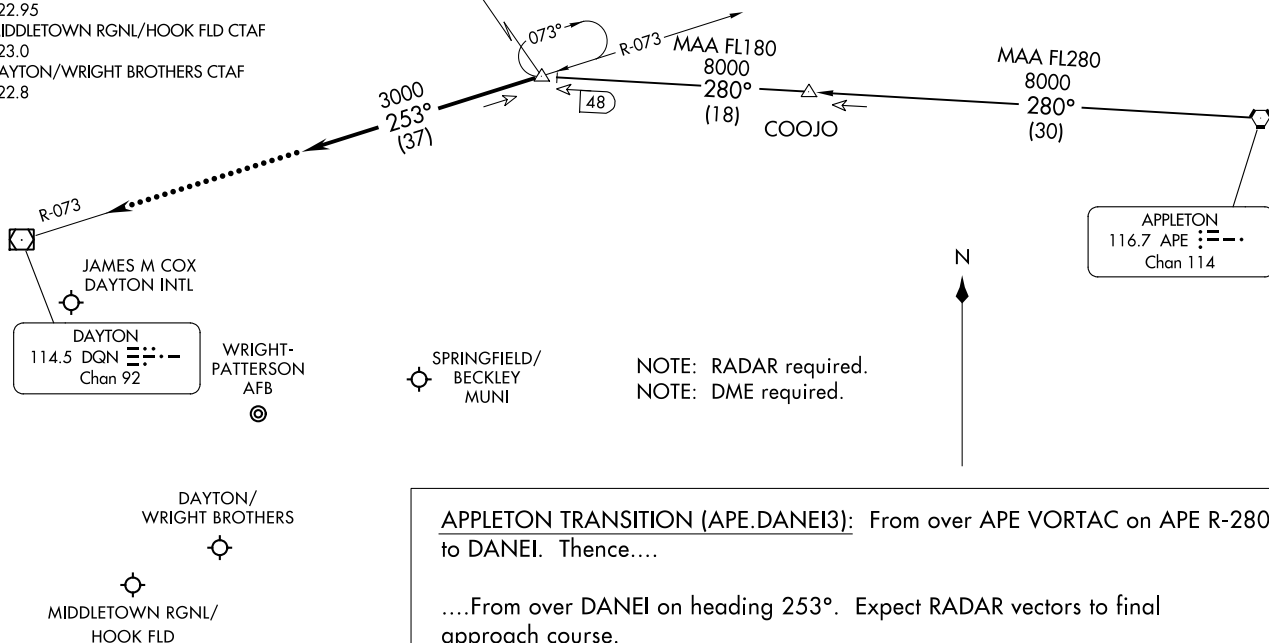 22.95
MIDDLETOWN RGNL/HOOK FLD CTAF
23.0
DAYTON/WRIGHT BROTHERS CTAF
22.8
073°
R-073
MAA FL180
8000
280°
(18)
48
COOJO
MAA FL280
8000
280°
(30)
3000
253°
(37)
R-073
APPLETON
116.7 APE
Chan 114
JAMES M COX
DAYTON INTL
DAYTON
114.5 DQN
Chan 92
WRIGHT-
PATTERSON
AFB
SPRINGFIELD/
BECKLEY
MUNI
NOTE: RADAR required.
NOTE: DME required.
N
DAYTON/
WRIGHT BROTHERS
MIDDLETOWN RGNL/
HOOK FLD
APPLETON TRANSITION (APE.DANEI3): From over APE VORTAC on APE R-280
to DANEI. Thence....
....From over DANEI on heading 253°. Expect RADAR vectors to final
approach course.